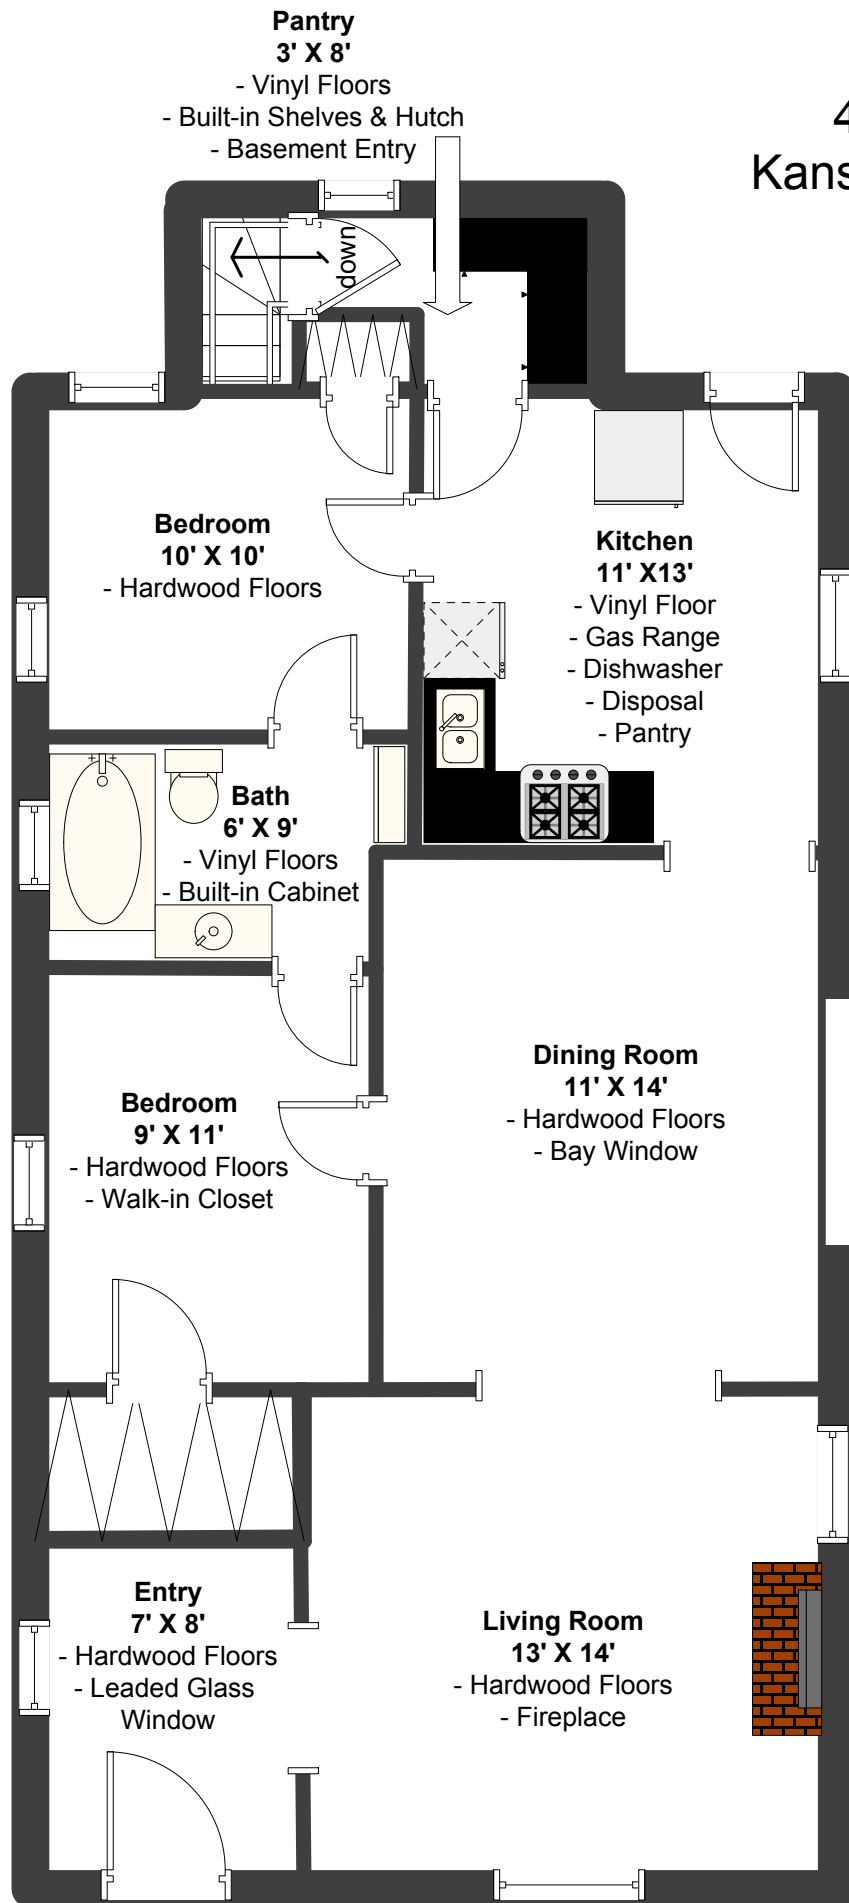 Pantry
3' X 8'
- Vinyl Floors
- Built-in Shelves & Hutch
- Basement Entry
4
Kans
down
Bedroom
10' X 10'
- Hardwood Floors
Kitchen
11' X13'
- Vinyl Floor
- Gas Range
- Dishwasher
- Disposal
- Pantry
Bath
6' X 9'
- Vinyl Floors
- Built-in Cabinet
Dining Room
11' X 14'
- Hardwood Floors
- Bay Window
Bedroom
9' X 11'
- Hardwood Floors
- Walk-in Closet
Entry
7' X 8'
- Hardwood Floors
- Leaded Glass
Window
Living Room
13' X 14'
- Hardwood Floors
- Fireplace